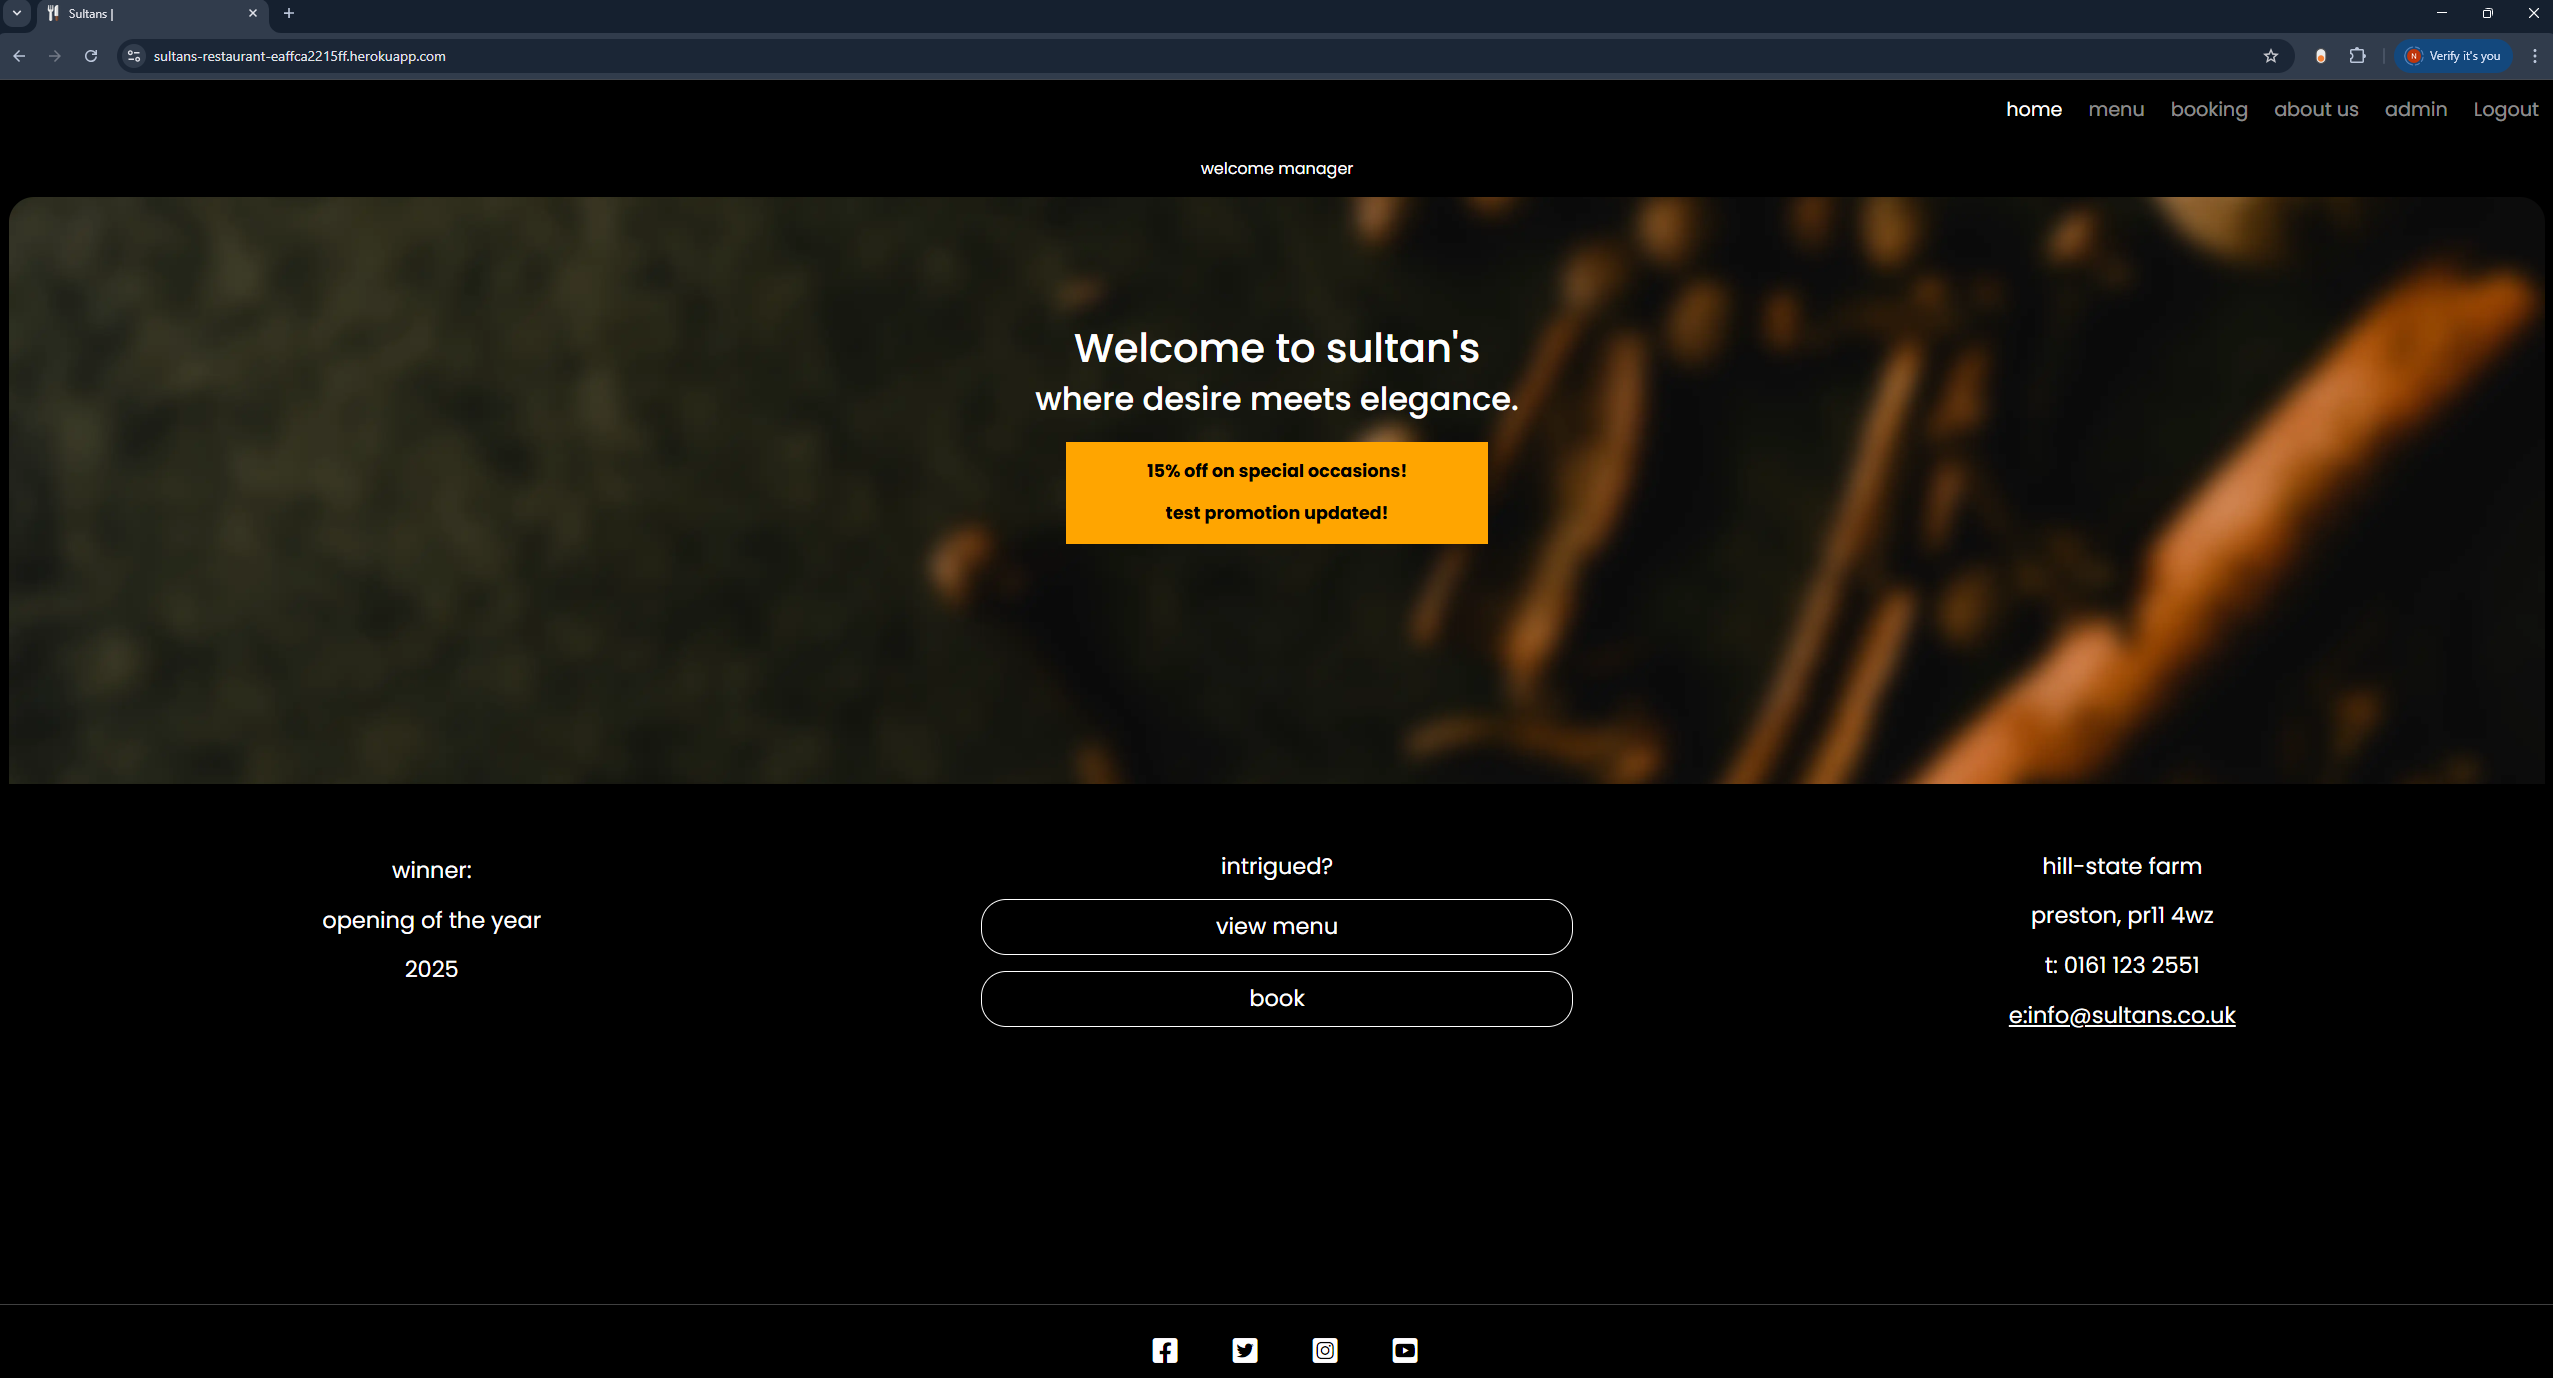 Sultans |
sultans-restaurant-eaffca2215ff.herokuapp.com
N Verify it's you
home menu booking about us admin Logout
welcome manager
Welcome to sultan's
where desire meets elegance.
15% off on special occasions!
test promotion updated!
winner:
opening of the year
2025
intrigued?
view menu
book
hill-state farm
preston, pr11 4wz
t: 0161 123 2551
e:info@sultans.co.uk